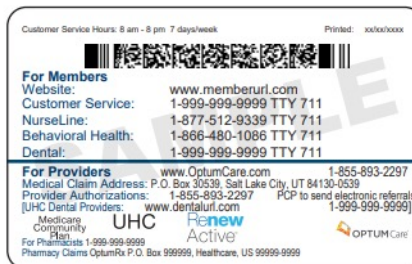 Customer Service Hours: 8 am - 8 pm 7 days/week Printed: xx/xx/xxxx
SAMPLE
For Members
Website: www.memberurl.com
Customer Service: 1-999-999-9999 TTY 711
NurseLine: 1-877-512-9339 TTY 711
Behavioral Health: 1-866-480-1086 TTY 711
Dental: 1-999-999-9999 TTY 711
For Providers www.OptumCare.com 1-855-893-2297
Medical Claim Address: P.O. Box 30539, Salt Lake City, UT 84130-0539
Provider Authorizations: 1-855-893-2297 PCP to send electronic referrals
[UHC Dental Providers: www.dentalurl.com 1-999-999-9999]
Medicare Community Plan UHC Renew Active OPTUMCare
For Pharmacists 1-999-999-9999
Pharmacy Claims OptumRx P.O. Box 999999, Healthcare, US 99999-9999